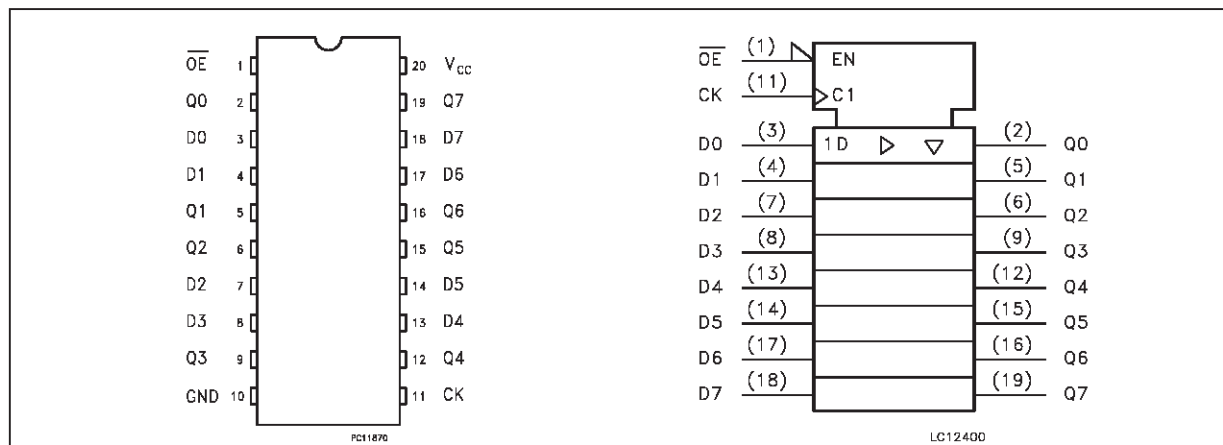 OE 1 20 VCC
Q0 2 19 Q7
D0 3 18 D7
D1 4 17 D6
Q1 5 16 Q6
Q2 6 15 Q5
D2 7 14 D5
D3 8 13 D4
Q3 9 12 Q4
GND 10 11 CK
PC11870
OE (1) EN
CK (11) C1
D0 (3) 1D (2) Q0
D1 (4) (5) Q1
D2 (7) (6) Q2
D3 (8) (9) Q3
D4 (13) (12) Q4
D5 (14) (15) Q5
D6 (17) (16) Q6
D7 (18) (19) Q7
LC12400